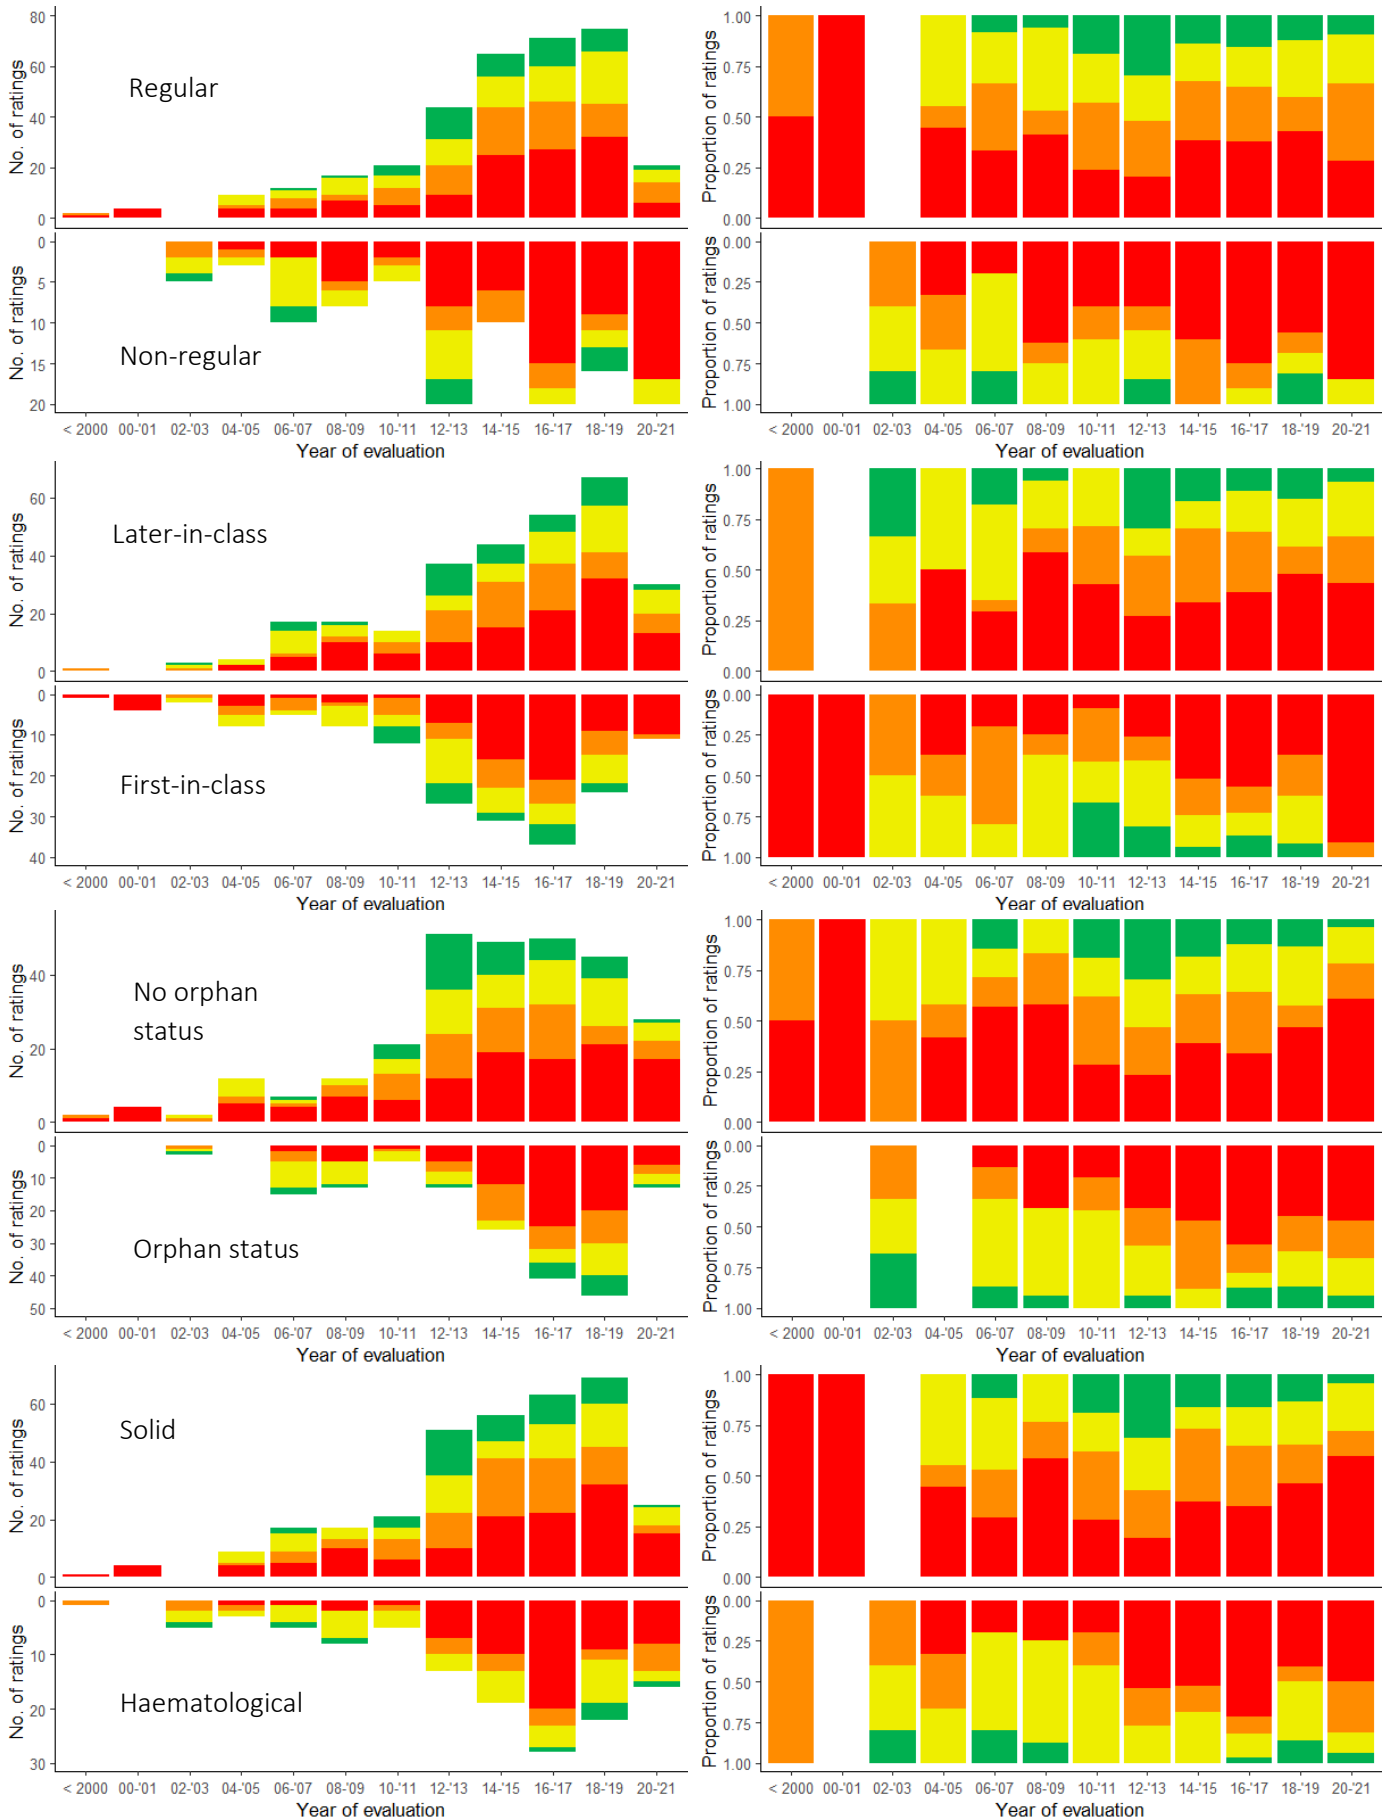 80
60
40
20
0
No. of ratings
Regular
1.00
0.75
0.50
0.25
0.00
Proportion of ratings
0
5
10
15
20
No. of ratings
Non-regular
< 2000 00-'01 02-'03 04-'05 06-'07 08-'09 10-'11 12-'13 14-'15 16-'17 18-'19 20-'21
Year of evaluation
0.00
0.25
0.50
0.75
1.00
Proportion of ratings
< 2000 00-'01 02-'03 04-'05 06-'07 08-'09 10-'11 12-'13 14-'15 16-'17 18-'19 20-'21
Year of evaluation
60
40
20
0
No. of ratings
Later-in-class
1.00
0.75
0.50
0.25
0.00
Proportion of ratings
0
10
20
30
40
No. of ratings
First-in-class
< 2000 00-'01 02-'03 04-'05 06-'07 08-'09 10-'11 12-'13 14-'15 16-'17 18-'19 20-'21
Year of evaluation
0.00
0.25
0.50
0.75
1.00
Proportion of ratings
< 2000 00-'01 02-'03 04-'05 06-'07 08-'09 10-'11 12-'13 14-'15 16-'17 18-'19 20-'21
Year of evaluation
40
20
0
No. of ratings
No orphan
status
1.00
0.75
0.50
0.25
0.00
Proportion of ratings
0
10
20
30
40
50
No. of ratings
Orphan status
< 2000 00-'01 02-'03 04-'05 06-'07 08-'09 10-'11 12-'13 14-'15 16-'17 18-'19 20-'21
Year of evaluation
0.00
0.25
0.50
0.75
1.00
Proportion of ratings
< 2000 00-'01 02-'03 04-'05 06-'07 08-'09 10-'11 12-'13 14-'15 16-'17 18-'19 20-'21
Year of evaluation
60
40
20
0
No. of ratings
Solid
1.00
0.75
0.50
0.25
0.00
Proportion of ratings
0
10
20
30
No. of ratings
Haematological
< 2000 00-'01 02-'03 04-'05 06-'07 08-'09 10-'11 12-'13 14-'15 16-'17 18-'19 20-'21
Year of evaluation
0.00
0.25
0.50
0.75
1.00
Proportion of ratings
< 2000 00-'01 02-'03 04-'05 06-'07 08-'09 10-'11 12-'13 14-'15 16-'17 18-'19 20-'21
Year of evaluation